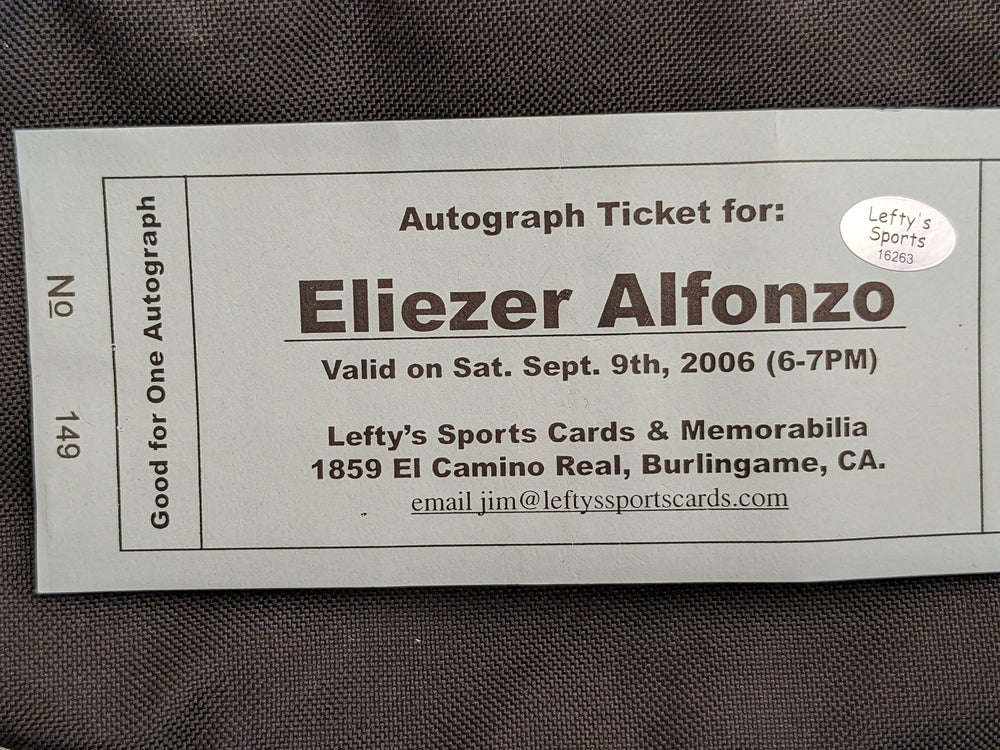 No 149
Good for One Autograph
Autograph Ticket for:
Eliezer Alfonzo
Valid on Sat. Sept. 9th, 2006 (6-7PM)
Lefty's Sports Cards & Memorabilia
1859 El Camino Real, Burlingame, CA.
email jim@leftyssportscards.com
Lefty's
Sports
16263